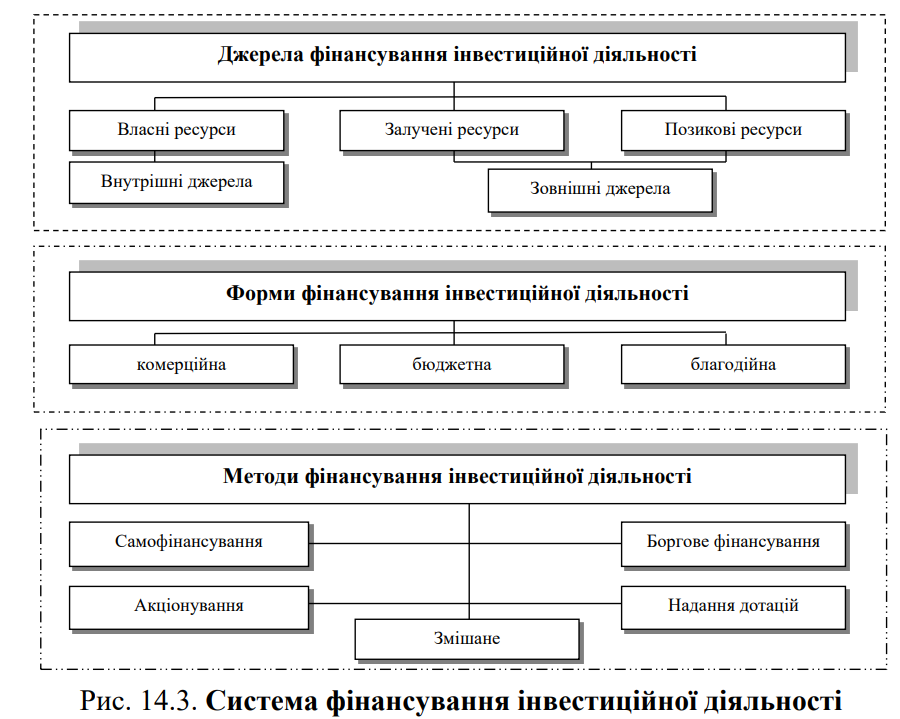 Джерела фінансування інвестиційної діяльності
Власні ресурси
Залучені ресурси
Позикові ресурси
Внутрішні джерела
Зовнішні джерела
Форми фінансування інвестиційної діяльності
комерційна
бюджетна
благодійна
Методи фінансування інвестиційної діяльності
Самофінансування
Боргове фінансування
Акціонування
Надання дотацій
Змішане
Рис. 14.3. Система фінансування інвестиційної діяльності